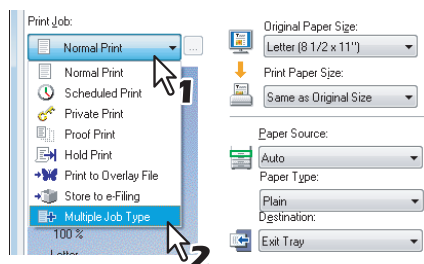 Print Job:
Normal Print
...
Normal Print
Scheduled Print
Private Print
Proof Print
Hold Print
Print to Overlay File
Store to e-Filing
Multiple Job Type
100 %
Letter
1
2
Original Paper Size:
Letter (8 1/2 x 11")
Print Paper Size:
Same as Original Size
Paper Source:
Auto
Paper Type:
Plain
Destination:
Exit Tray